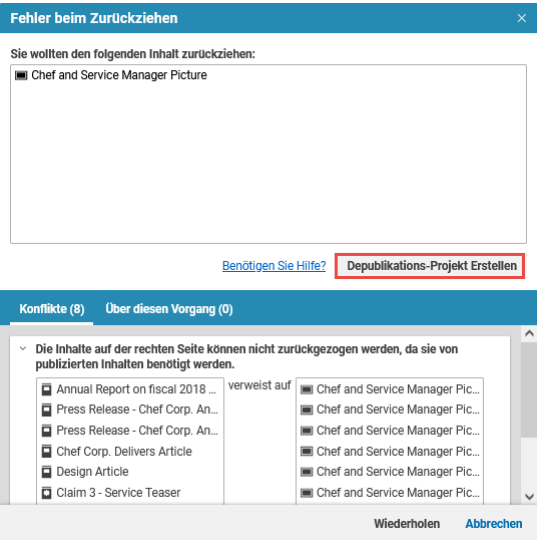 Fehler beim Zurückziehen
Sie wollten den folgenden Inhalt zurückziehen:
Chef and Service Manager Picture
Benötigen Sie Hilfe? Depublikations-Projekt Erstellen
Konflikte (8) Über diesen Vorgang (0)
Die Inhalte auf der rechten Seite können nicht zurückgezogen werden, da sie von
publizierten Inhalten benötigt werden.
Annual Report on fiscal 2018 ... verweist auf Chef and Service Manager Pic...
Press Release - Chef Corp. An... Chef and Service Manager Pic...
Press Release - Chef Corp. An... Chef and Service Manager Pic...
Chef Corp. Delivers Article Chef and Service Manager Pic...
Design Article Chef and Service Manager Pic...
Claim 3 - Service Teaser Chef and Service Manager Pic...
Wiederholen Abbrechen